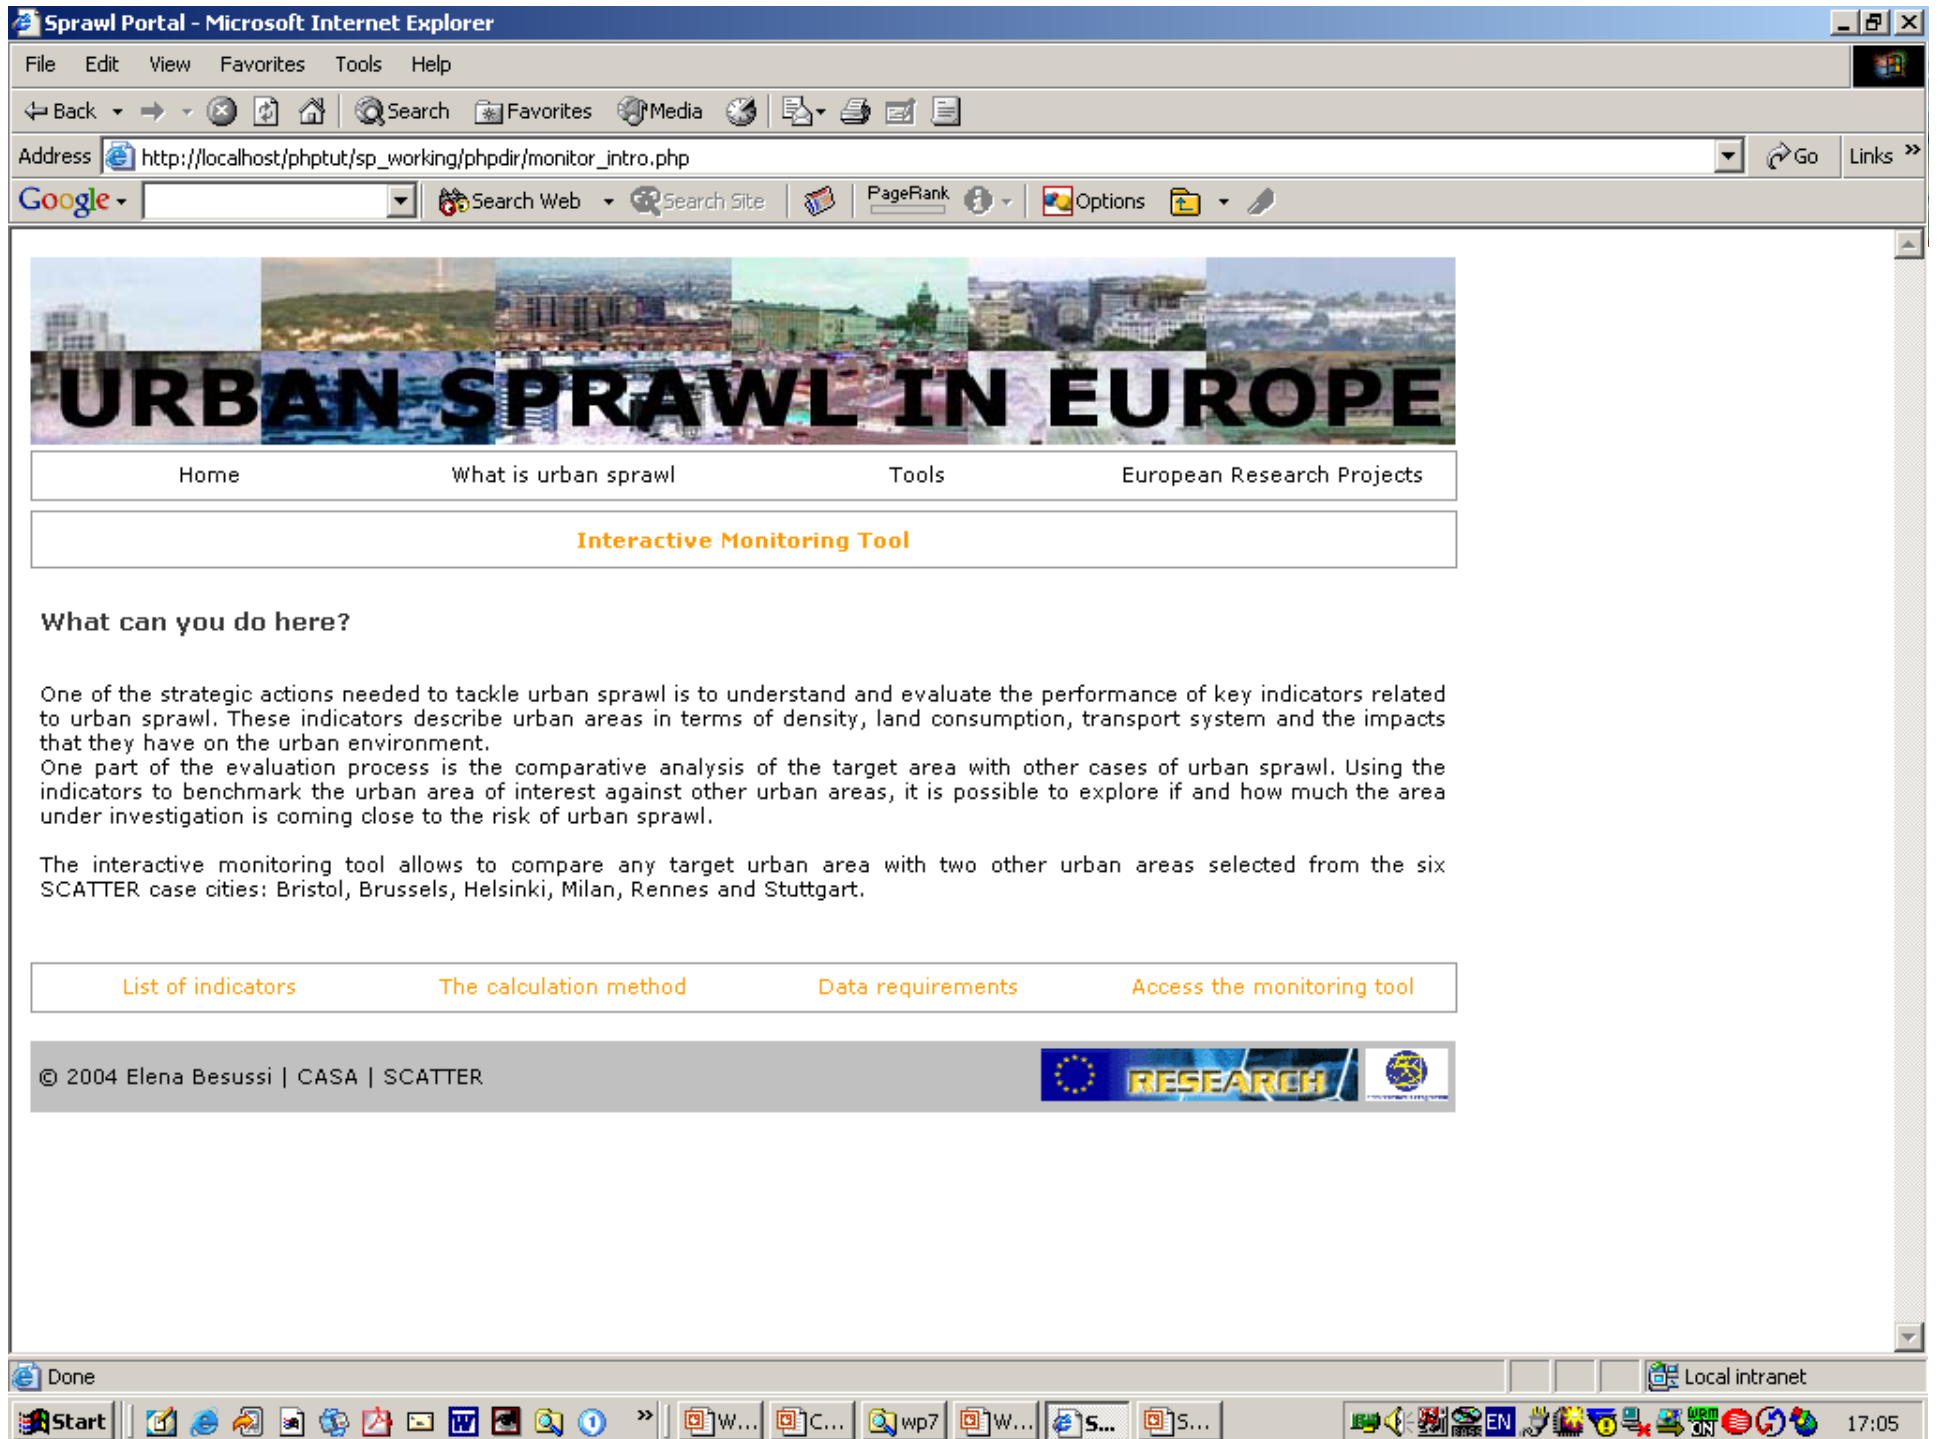 Sprawl Portal - Microsoft Internet Explorer
File Edit View Favorites Tools Help
Back Search Favorites Media
Address http://localhost/phptut/sp_working/phpdir/monitor_intro.php Go Links »
Google Search Web Search Site PageRank Options
URBAN SPRAWL IN EUROPE
Home What is urban sprawl Tools European Research Projects
Interactive Monitoring Tool
What can you do here?
One of the strategic actions needed to tackle urban sprawl is to understand and evaluate the performance of key indicators related
to urban sprawl. These indicators describe urban areas in terms of density, land consumption, transport system and the impacts
that they have on the urban environment.
One part of the evaluation process is the comparative analysis of the target area with other cases of urban sprawl. Using the
indicators to benchmark the urban area of interest against other urban areas, it is possible to explore if and how much the area
under investigation is coming close to the risk of urban sprawl.
The interactive monitoring tool allows to compare any target urban area with two other urban areas selected from the six
SCATTER case cities: Bristol, Brussels, Helsinki, Milan, Rennes and Stuttgart.
List of indicators The calculation method Data requirements Access the monitoring tool
© 2004 Elena Besussi | CASA | SCATTER RESEARCH
Done Local intranet
Start » W... C... wp7 W... S... S... EN 17:05